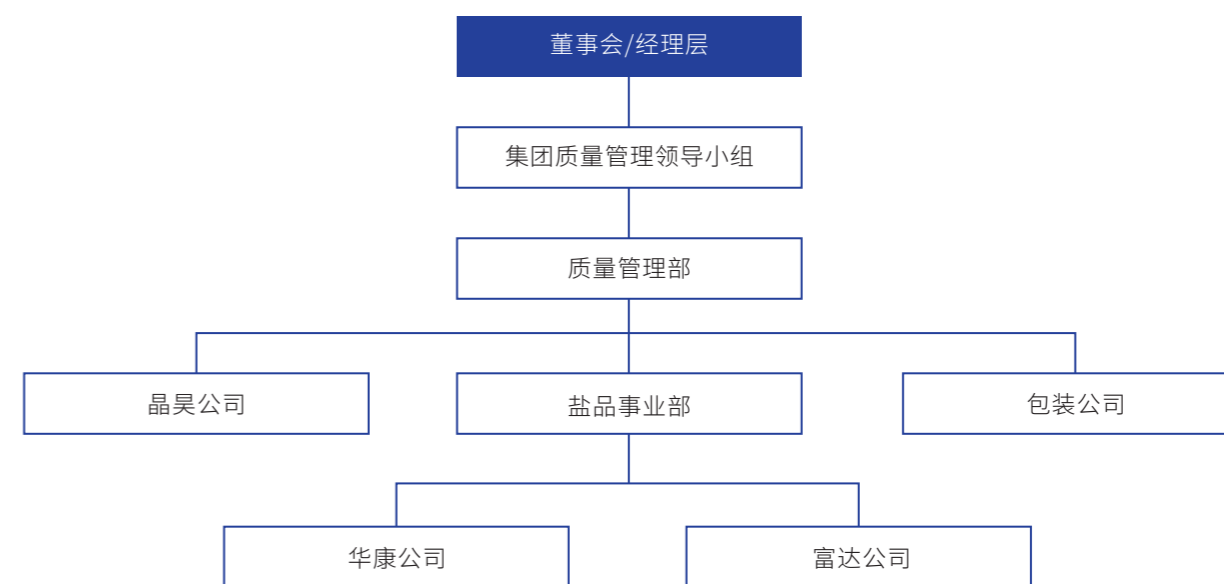 董事会/经理层
集团质量管理领导小组
质量管理部
晶昊公司
盐品事业部
包装公司
华康公司
富达公司